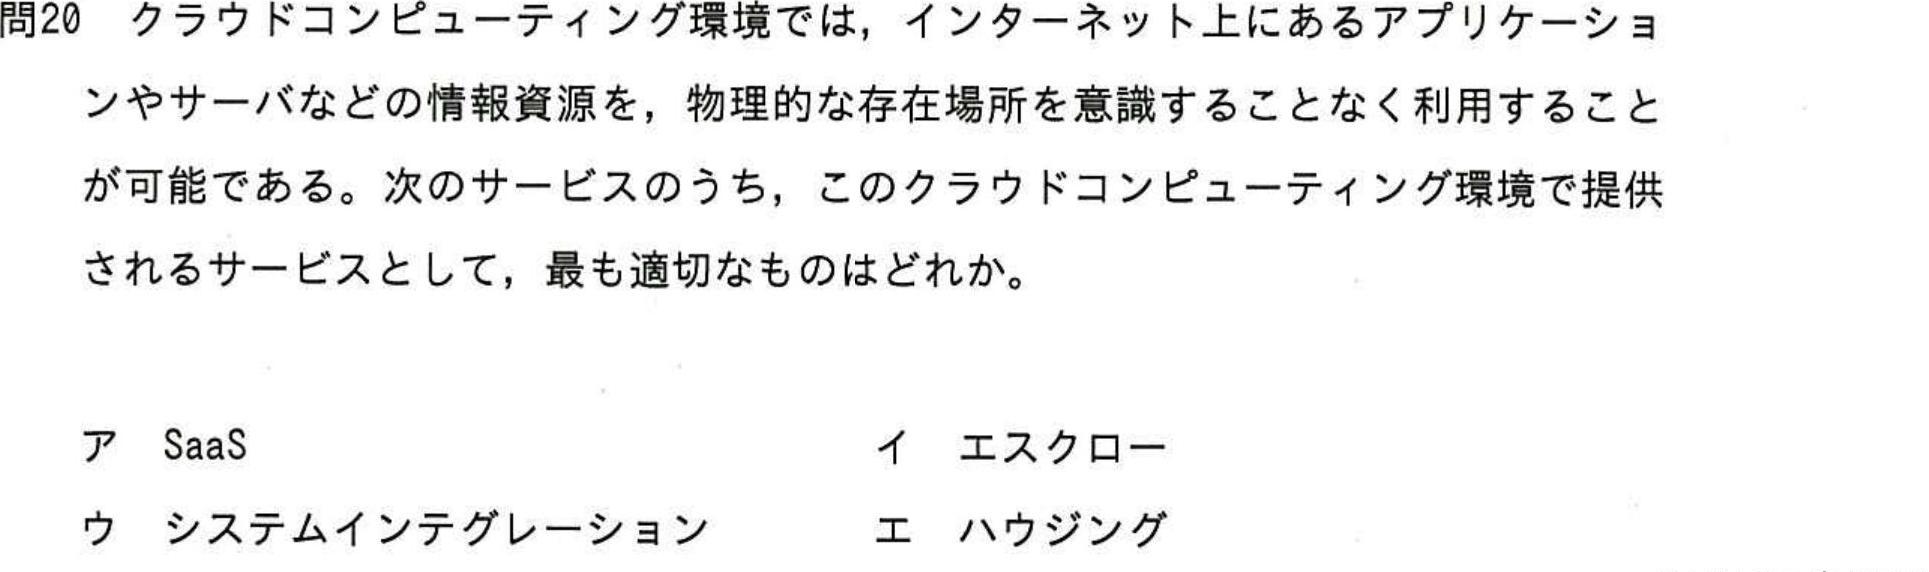 問20　クラウドコンピューティング環境では，インターネット上にあるアプリケーショ
ンやサーバなどの情報資源を，物理的な存在場所を意識することなく利用すること
が可能である。次のサービスのうち，このクラウドコンピューティング環境で提供
されるサービスとして，最も適切なものはどれか。
ア　SaaS　イ　エスクロー
ウ　システムインテグレーション　エ　ハウジング